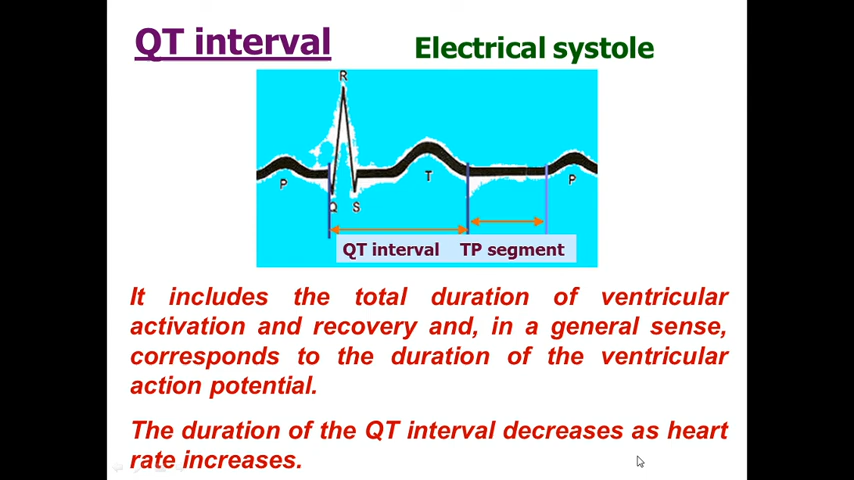 QT interval
Electrical systole
R
P
T
P
Q S
QT interval TP segment
It includes the total duration of ventricular
activation and recovery and, in a general sense,
corresponds to the duration of the ventricular
action potential.
The duration of the QT interval decreases as heart
rate increases.